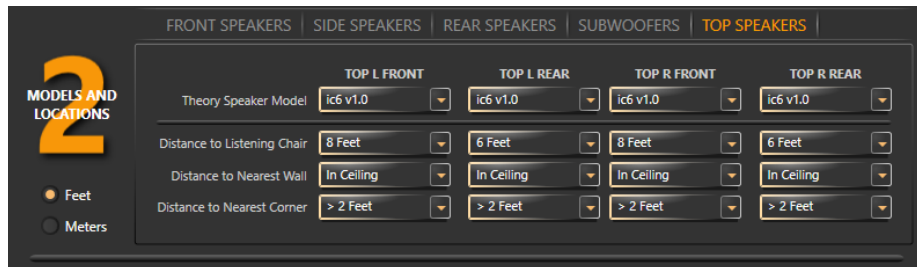 FRONT SPEAKERS | SIDE SPEAKERS | REAR SPEAKERS | SUBWOOFERS | TOP SPEAKERS |
2
MODELS AND
LOCATIONS
Feet
Meters
TOP L FRONT TOP L REAR TOP R FRONT TOP R REAR
Theory Speaker Model ic6 v1.0 ic6 v1.0 ic6 v1.0 ic6 v1.0
Distance to Listening Chair 8 Feet 6 Feet 8 Feet 6 Feet
Distance to Nearest Wall In Ceiling In Ceiling In Ceiling In Ceiling
Distance to Nearest Corner > 2 Feet > 2 Feet > 2 Feet > 2 Feet